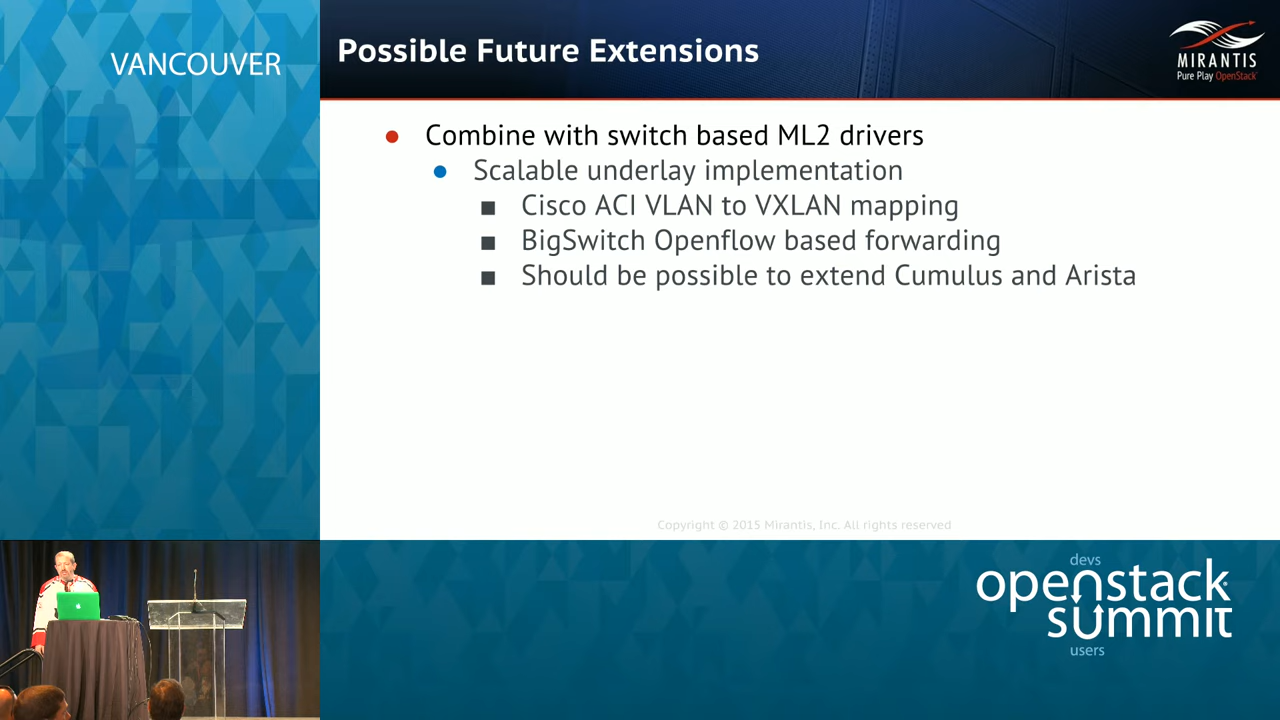 VANCOUVER
Possible Future Extensions
MIRANTIS
Pure Play OpenStack
Combine with switch based ML2 drivers
Scalable underlay implementation
Cisco ACI VLAN to VXLAN mapping
BigSwitch Openflow based forwarding
Should be possible to extend Cumulus and Arista
Copyright © 2015 Mirantis, Inc. All rights reserved
devs
openstack
summit
users